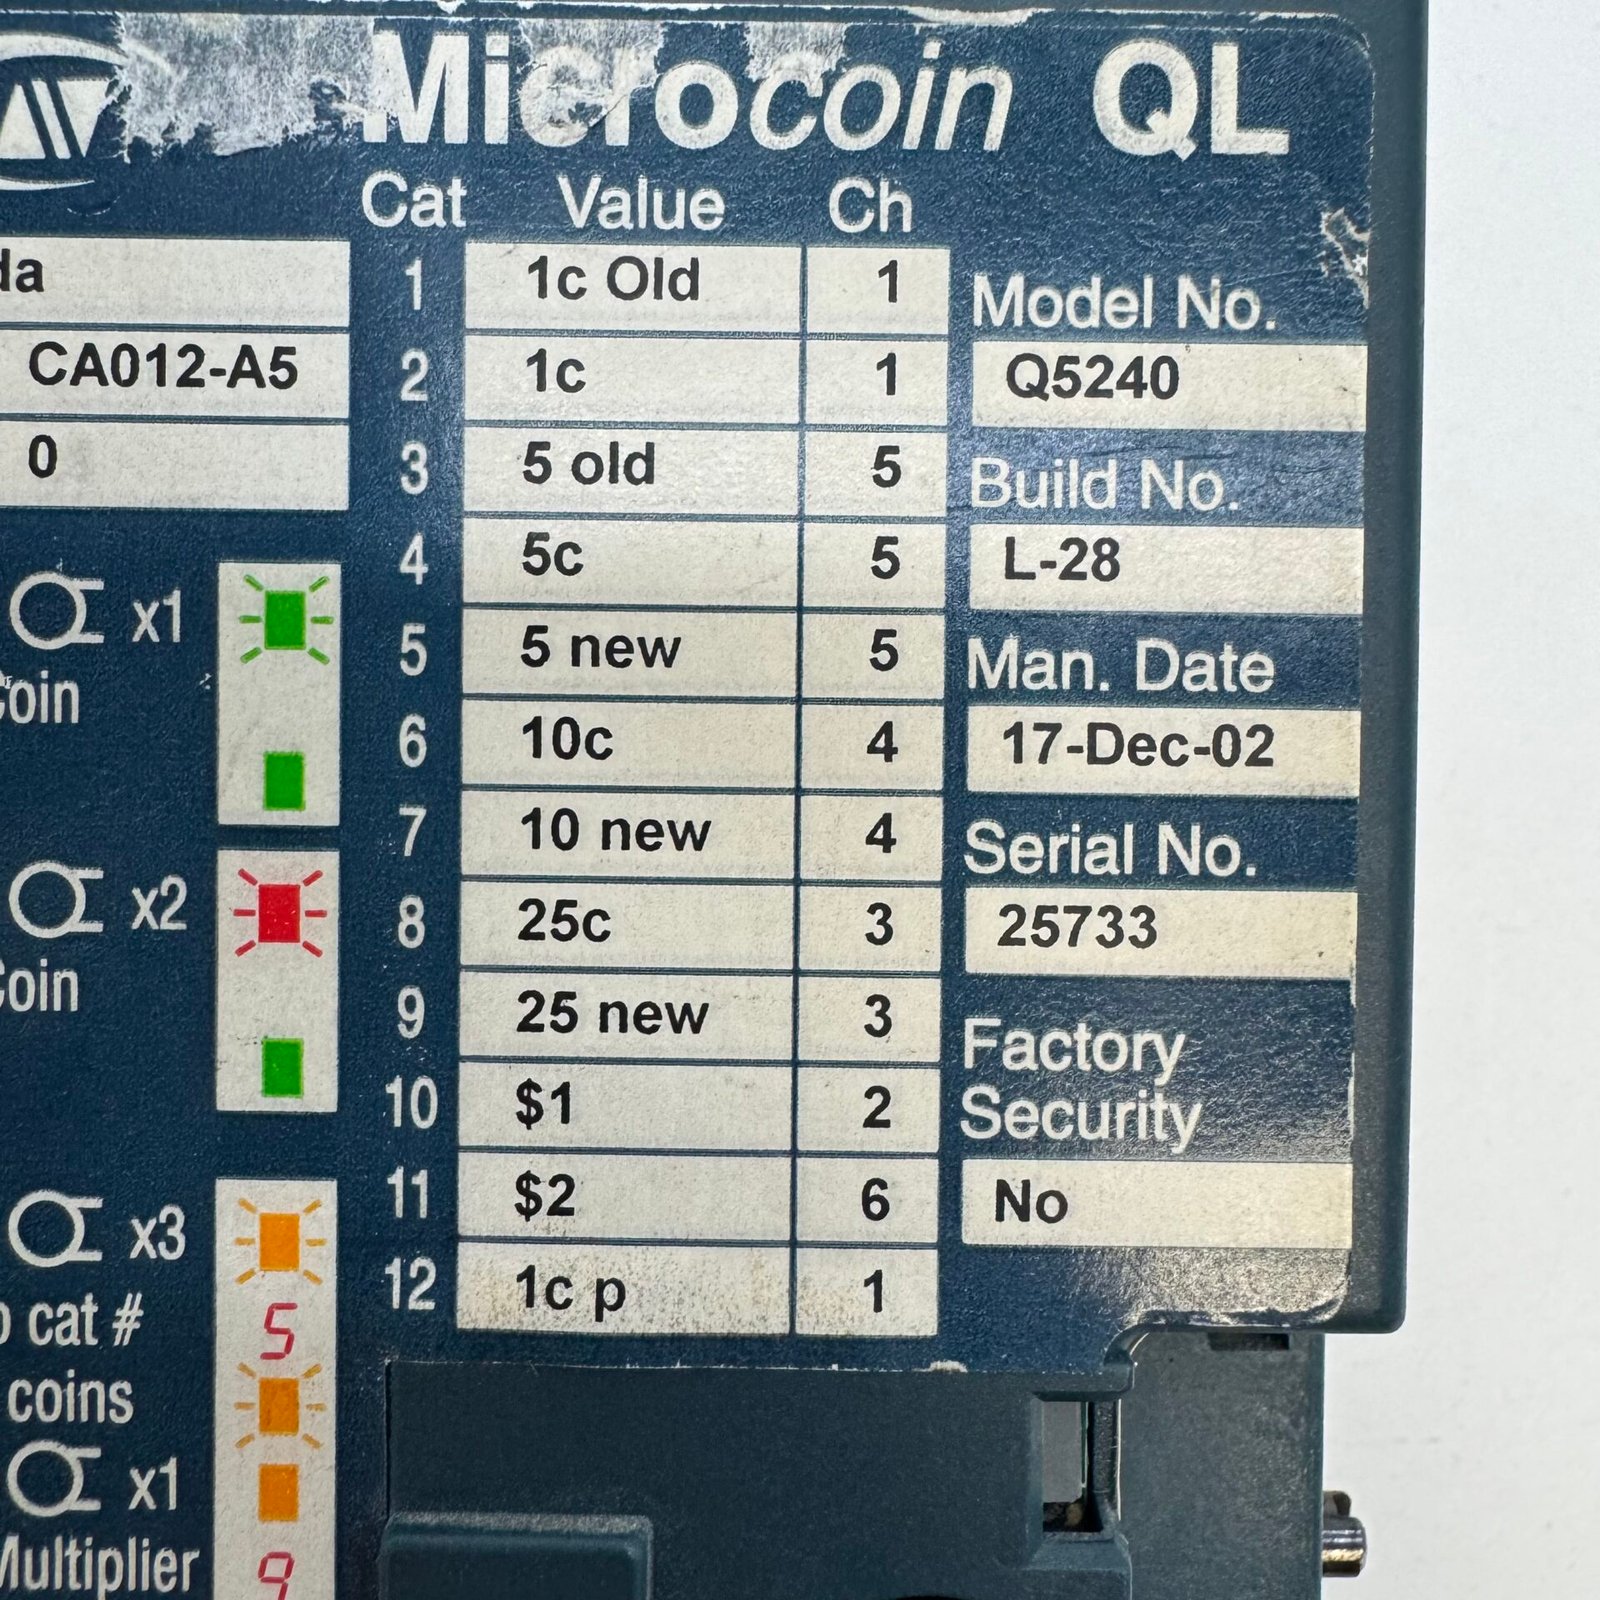 Microcoin QL
Cat Value Ch
1 1c Old 1
2 1c 1
3 5 old 5
4 5c 5
5 5 new 5
6 10c 4
7 10 new 4
8 25c 3
9 25 new 3
10 $1 2
11 $2 6
12 1c p 1
da
CA012-A5
0
x1
coin
x2
Coin
x3
cat #
5
coins
x1
Multiplier
9
Model No.
Q5240
Build No.
L-28
Man. Date
17-Dec-02
Serial No.
25733
Factory
Security
No